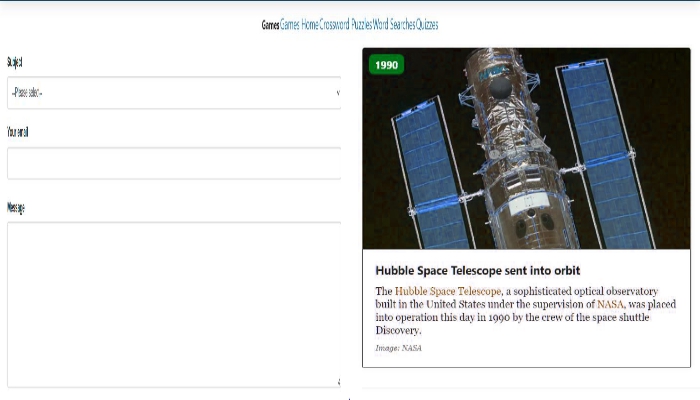 Games Games Home Crossword Puzzles Word Searches Quizzes
Subject
--Please select--
Your email
Message
1990
Hubble Space Telescope sent into orbit
The Hubble Space Telescope, a sophisticated optical observatory
built in the United States under the supervision of NASA, was placed
into operation this day in 1990 by the crew of the space shuttle
Discovery.
Image: NASA